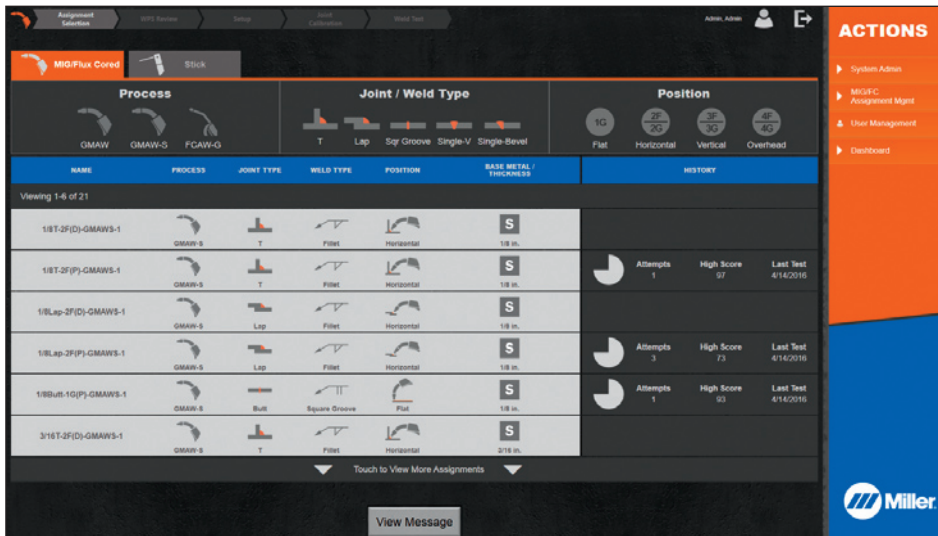 Assignment
Selection
WPS Review
Setup
Joint
Calibration
Weld Test
Admin, Admin
ACTIONS
System Admin
MIG/FC
Assignment Mgmt
User Management
Dashboard
MIG/Flux Cored
Stick
Process
GMAW GMAW-S FCAW-G
Joint / Weld Type
T Lap Sqr Groove Single-V Single-Bevel
Position
1G 2F 3F 4F
2G 3G 4G
Flat Horizontal Vertical Overhead
NAME PROCESS JOINT TYPE WELD TYPE POSITION BASE METAL / THICKNESS HISTORY
Viewing 1-6 of 21
1/8T-2F(D)-GMAWS-1
S
GMAW-S T Fillet Horizontal 1/8 in.
1/8T-2F(P)-GMAWS-1
S
GMAW-S T Fillet Horizontal 1/8 in.
Attempts High Score Last Test
1 97 4/14/2016
1/8Lap-2F(D)-GMAWS-1
S
GMAW-S Lap Fillet Horizontal 1/8 in.
1/8Lap-2F(P)-GMAWS-1
S
GMAW-S Lap Fillet Horizontal 1/8 in.
Attempts High Score Last Test
3 73 4/14/2016
1/8Butt-1G(P)-GMAWS-1
S
GMAW-S Butt Square Groove Flat 1/8 in.
Attempts High Score Last Test
1 93 4/14/2016
3/16T-2F(D)-GMAWS-1
S
GMAW-S T Fillet Horizontal 3/16 in.
Touch to View More Assignments
View Message
Miller